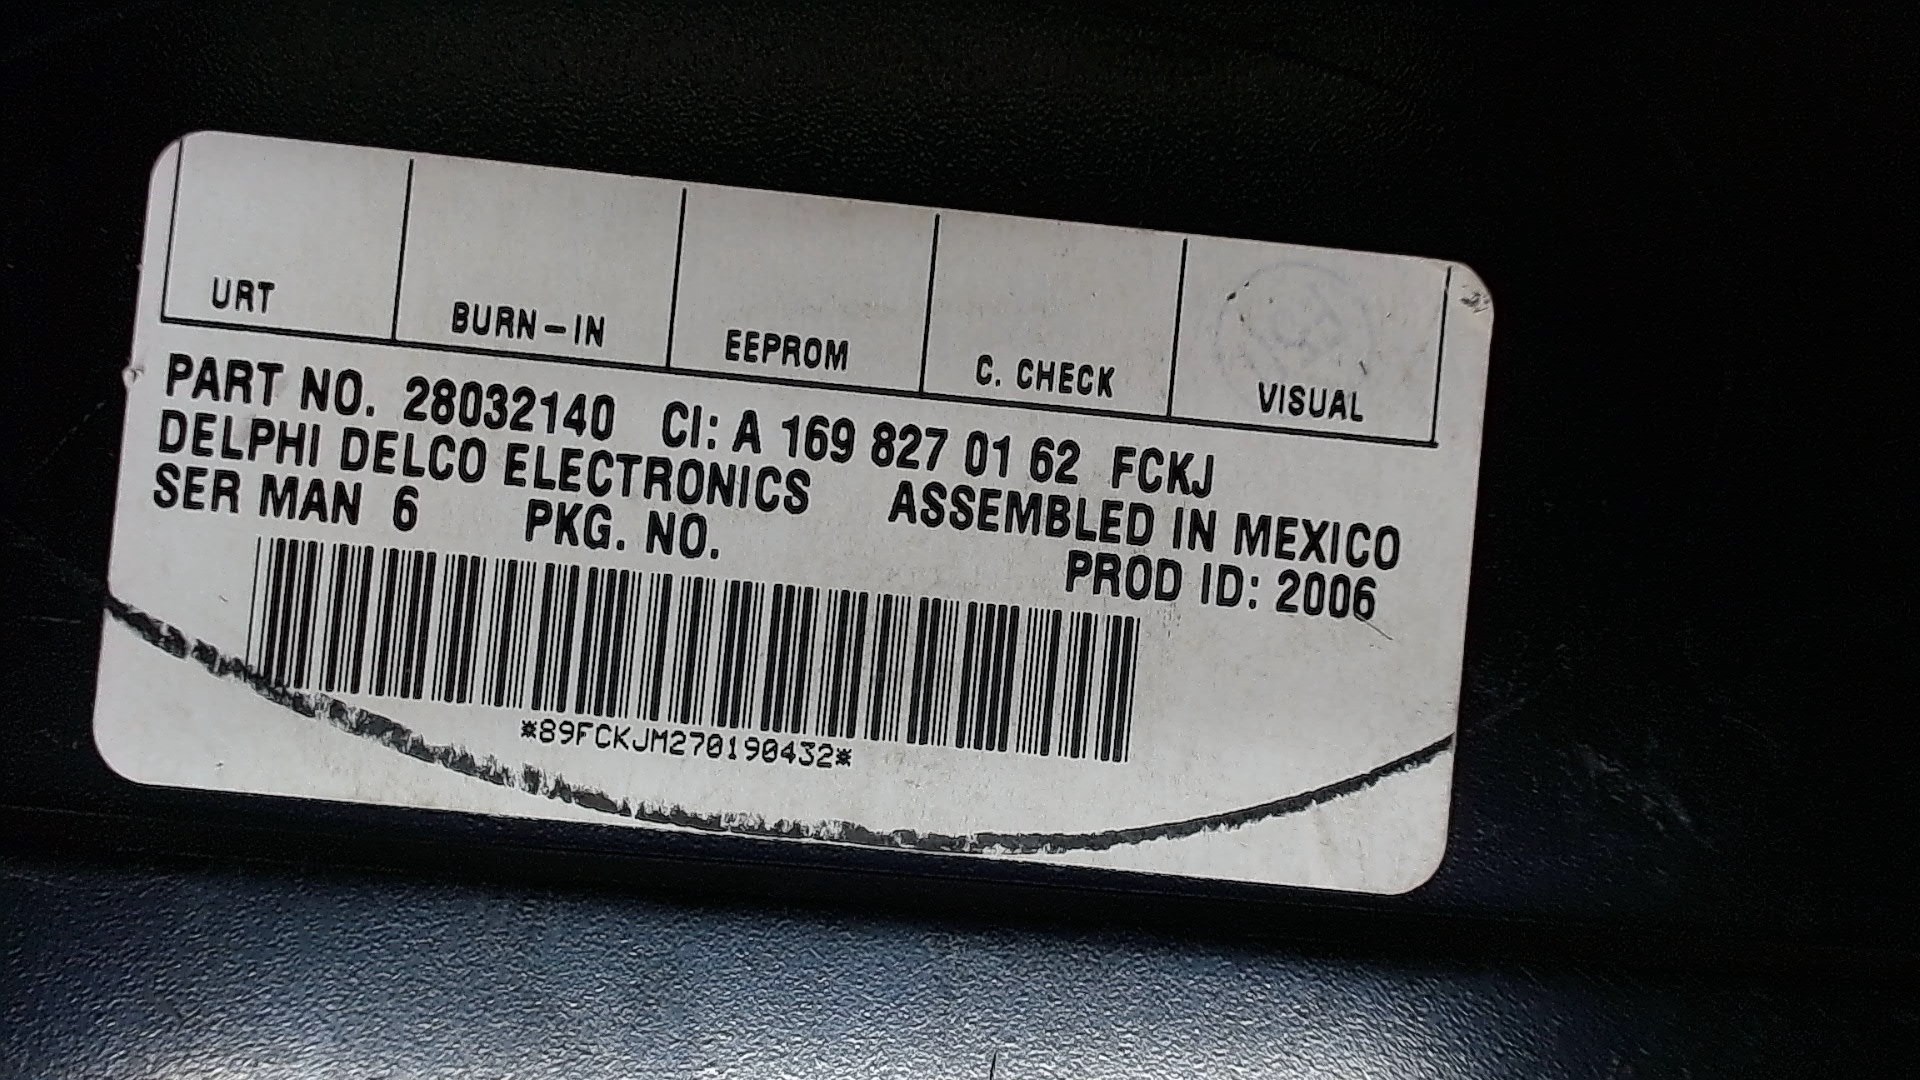 URT BURN-IN EEPROM C. CHECK VISUAL
PART NO. 28032140 CI: A 169 827 01 62 FCKJ
DELPHI DELCO ELECTRONICS ASSEMBLED IN MEXICO
SER MAN 6 PKG. NO. PROD ID: 2006
*89FCKJM270190432*